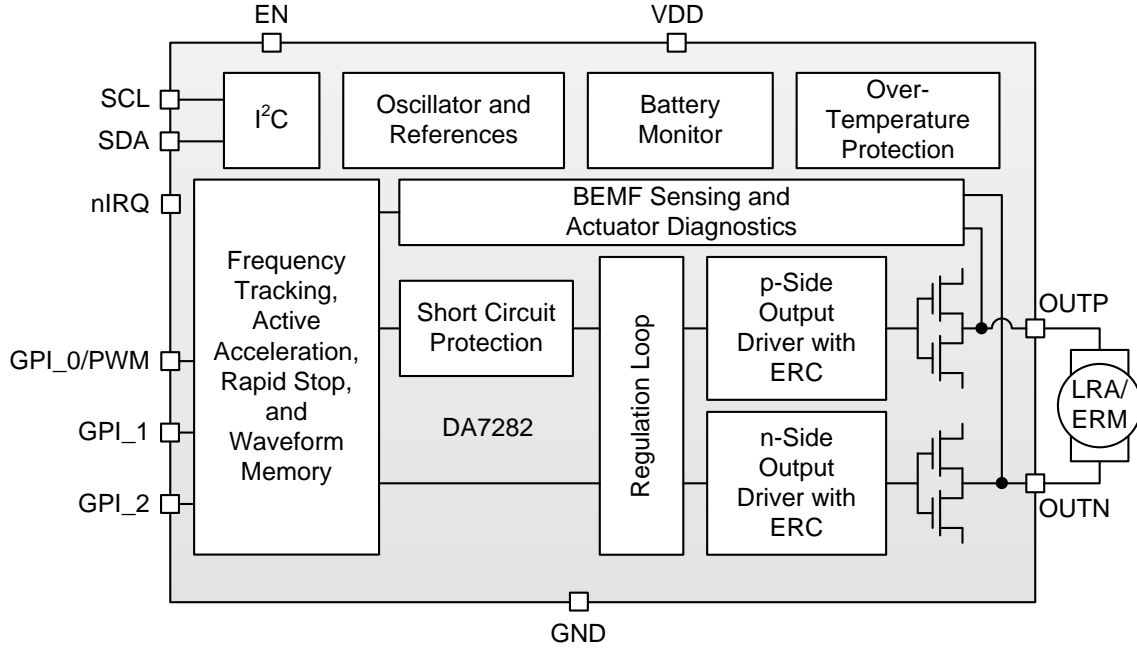 EN
VDD
SCL
SDA
nIRQ
GPI_0/PWM
GPI_1
GPI_2
I²C
Oscillator and
References
Battery
Monitor
Over-
Temperature
Protection
BEMF Sensing and
Actuator Diagnostics
Frequency
Tracking,
Active
Acceleration,
Rapid Stop,
and
Waveform
Memory
Short Circuit
Protection
DA7282
Regulation Loop
p-Side
Output
Driver with
ERC
n-Side
Output
Driver with
ERC
OUTP
LRA/
ERM
OUTN
GND